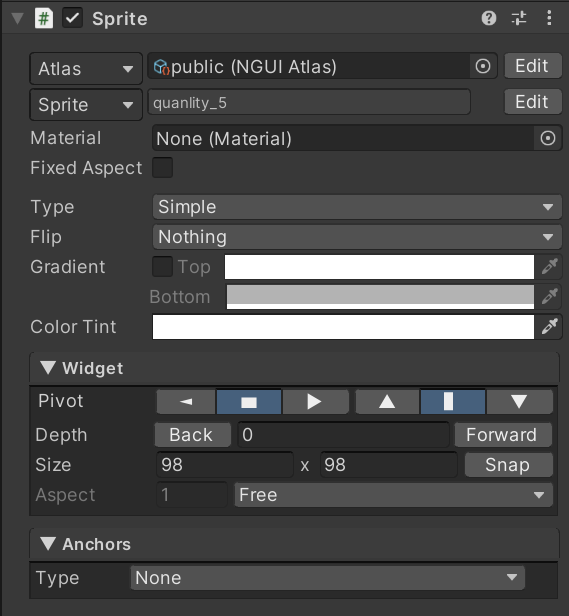 Sprite
Atlas public (NGUI Atlas) Edit
Sprite quanlity_5 Edit
Material None (Material)
Fixed Aspect
Type Simple
Flip Nothing
Gradient Top
Bottom
Color Tint
Widget
Pivot
Depth Back 0 Forward
Size 98 x 98 Snap
Aspect 1 Free
Anchors
Type None